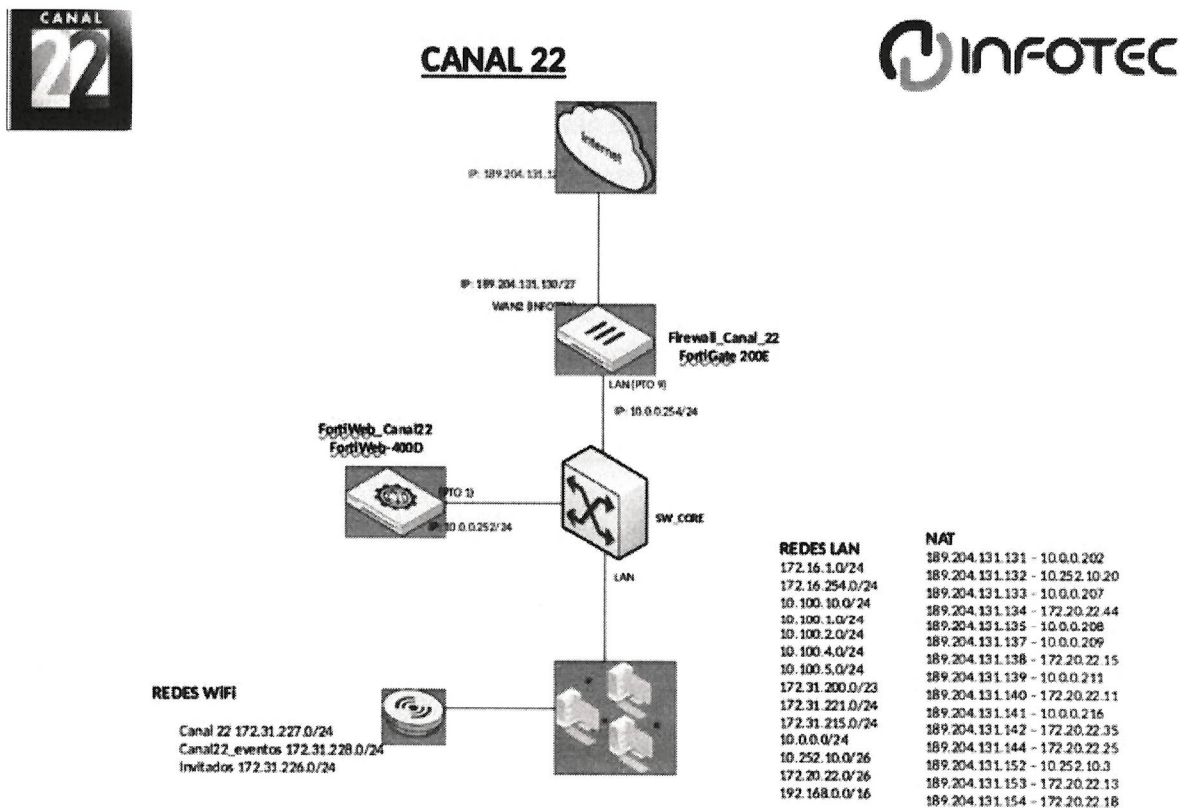 CANAL
22
CANAL 22
INFOTEC
Internet
IP: 189.204.131.12
IP: 189.204.131.130/27
WAN2
Firewall_Canal_22
FortiGate 200E
LAN (PTO 9)
IP: 10.0.0.254/24
FortiWeb_Canal22
FortiWeb-400D
(PTO 1)
IP: 10.0.0.252/24
SW_CORE
LAN
REDES WIFI
Canal 22 172.31.227.0/24
Canal22_eventos 172.31.228.0/24
Invitados 172.31.226.0/24
REDES LAN
172.16.1.0/24
172.16.254.0/24
10.100.10.0/24
10.100.1.0/24
10.100.2.0/24
10.100.4.0/24
10.100.5.0/24
172.31.200.0/23
172.31.221.0/24
172.31.215.0/24
10.0.0.0/24
10.252.10.0/26
172.20.22.0/26
192.168.0.0/16
NAT
189.204.131.131 - 10.0.0.202
189.204.131.132 - 10.252.10.20
189.204.131.133 - 10.0.0.207
189.204.131.134 - 172.20.22.44
189.204.131.135 - 10.0.0.208
189.204.131.137 - 10.0.0.209
189.204.131.138 - 172.20.22.15
189.204.131.139 - 10.0.0.211
189.204.131.140 - 172.20.22.11
189.204.131.141 - 10.0.0.216
189.204.131.142 - 172.20.22.35
189.204.131.144 - 172.20.22.25
189.204.131.152 - 10.252.10.3
189.204.131.153 - 172.20.22.13
189.204.131.154 - 172.20.22.18